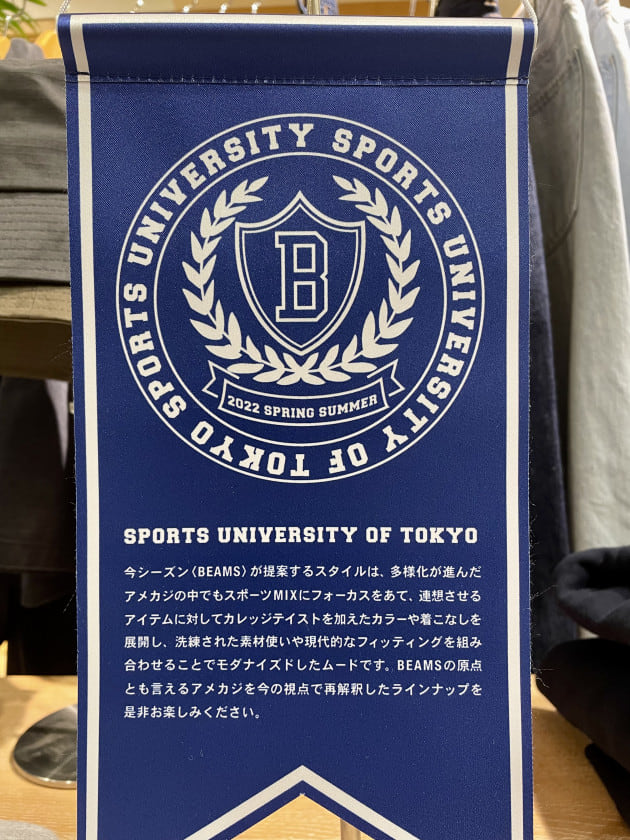 SPORTS UNIVERSITY SPORTS UNIVERSITY OF TOKYO
B
2022 SPRING SUMMER
SPORTS UNIVERSITY OF TOKYO
今シーズン〈BEAMS〉が提案するスタイルは、多様化が進んだ
アメカジの中でもスポーツMIXにフォーカスをあて、連想させる
アイテムに対してカレッジテイストを加えたカラーや着こなしを
展開し、洗練された素材使いや現代的なフィッティングを組み
合わせることでモダナイズドしたムードです。BEAMSの原点
とも言えるアメカジを今の視点で再解釈したラインナップを
是非お楽しみください。